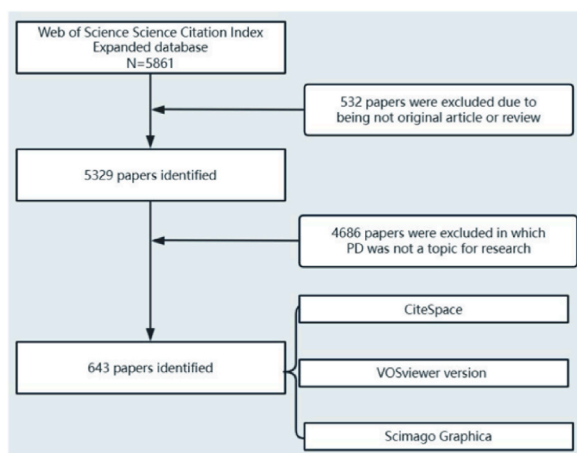 Web of Science Science Citation Index
Expanded database
N=5861
532 papers were excluded due to
being not original article or review
5329 papers identified
4686 papers were excluded in which
PD was not a topic for research
CiteSpace
643 papers identified
VOSviewer version
Scimago Graphica